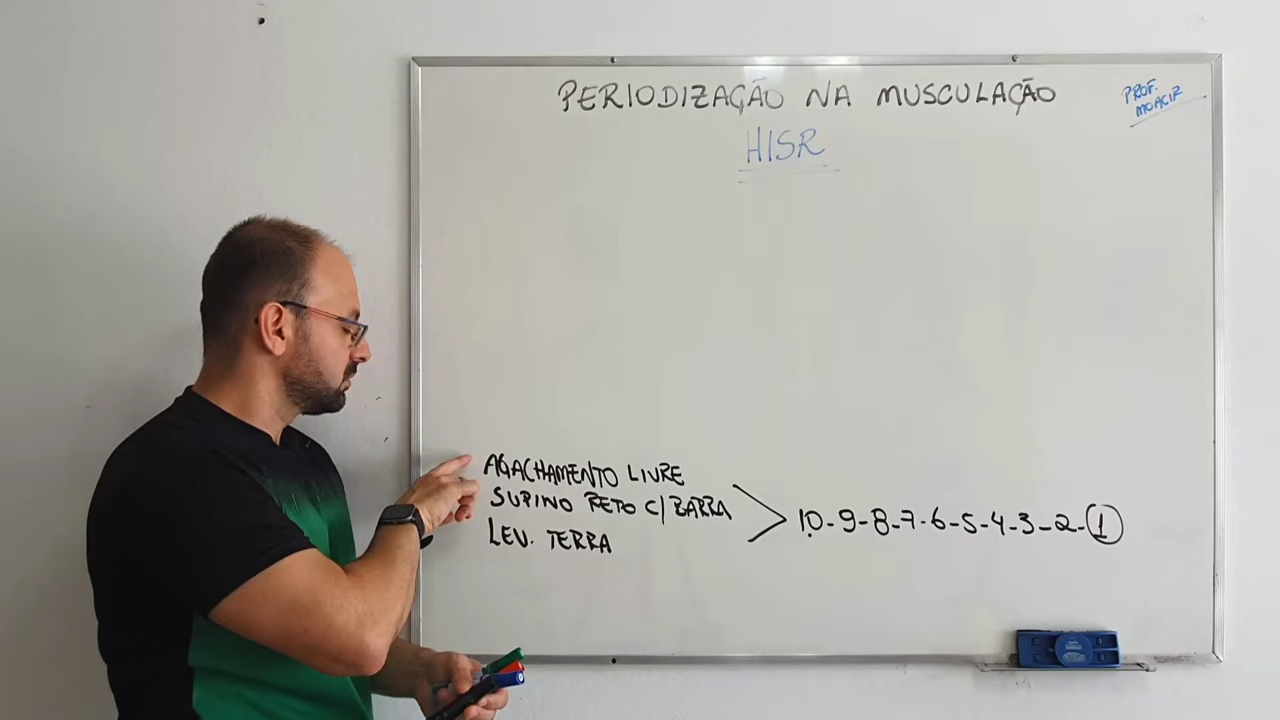 PERIODIZAÇÃO NA MUSCULAÇÃO
PROF.
MOACIR
HISR
AGACHAMENTO LIVRE
SUPINO RETO C/ BARRA
LEV. TERRA
10-9-8-7-6-5-4-3-2-1